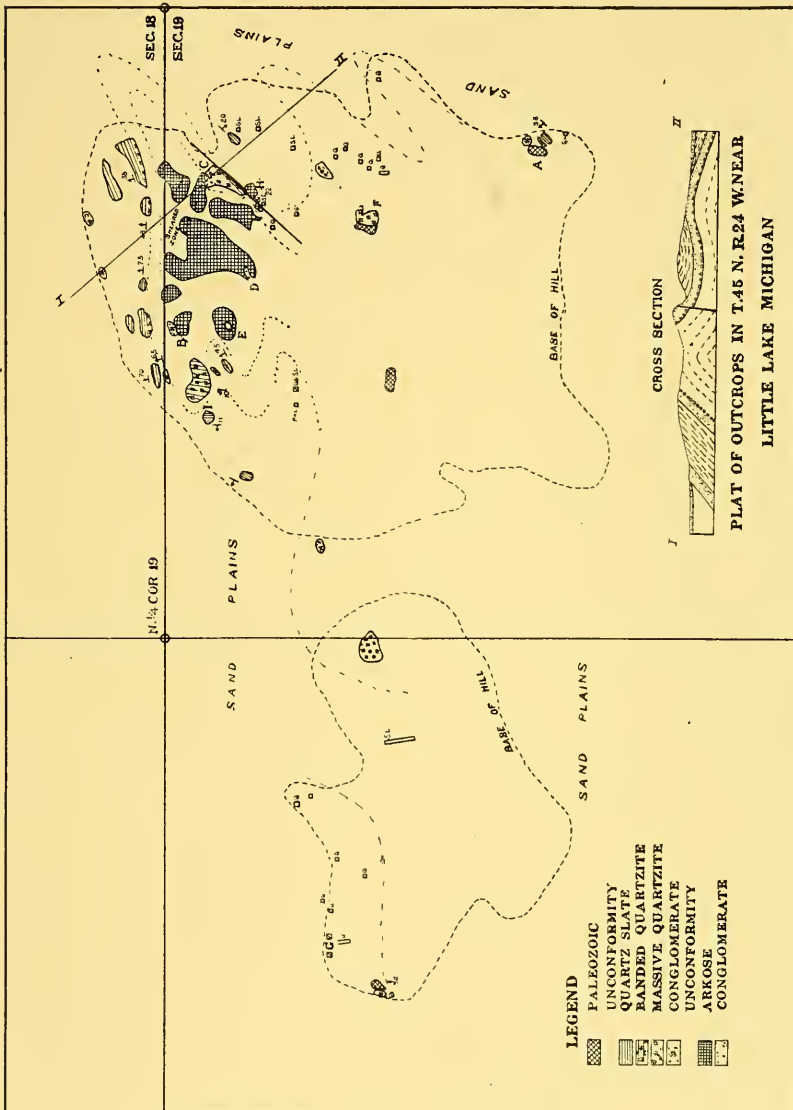 SEC. 18
SEC. 19
N. 1/4 COR 19
SAND PLAINS
SAND PLAINS
SAND PLAINS
BASE OF HILL
BASE OF HILL
I
II
SHEARED ZONE
A
B
C
D
E
F
G
H
I
LEGEND
PALEOZOIC
UNCONFORMITY
QUARTZ SLATE
BANDED QUARTZITE
MASSIVE QUARTZITE
CONGLOMERATE
UNCONFORMITY
ARKOSE
CONGLOMERATE
CROSS SECTION
I
II
PLAT OF OUTCROPS IN T.45 N. R.24 W. NEAR
LITTLE LAKE MICHIGAN